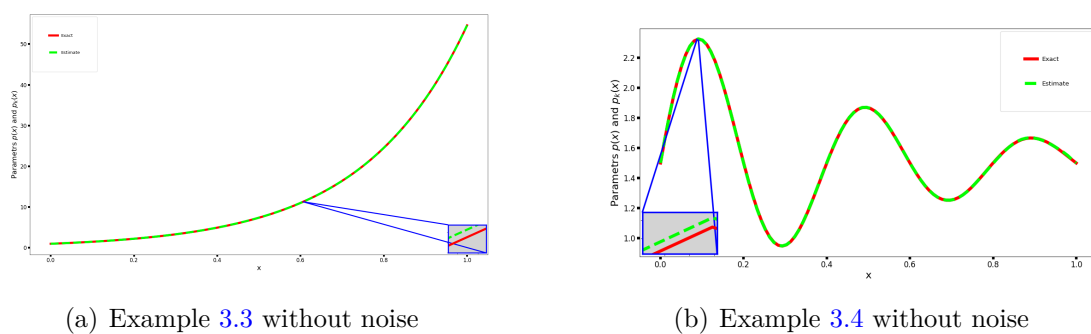 Exact
Estimate
50
40
30
20
10
0
Parametrs p(x) and pₖ(x)
0.0 0.2 0.4 0.6 0.8 1.0
x
(a) Example 3.3 without noise
Exact
Estimate
2.2
2.0
1.8
1.6
1.4
1.2
1.0
Parametrs p(x) and pₖ(x)
0.0 0.2 0.4 0.6 0.8 1.0
x
(b) Example 3.4 without noise